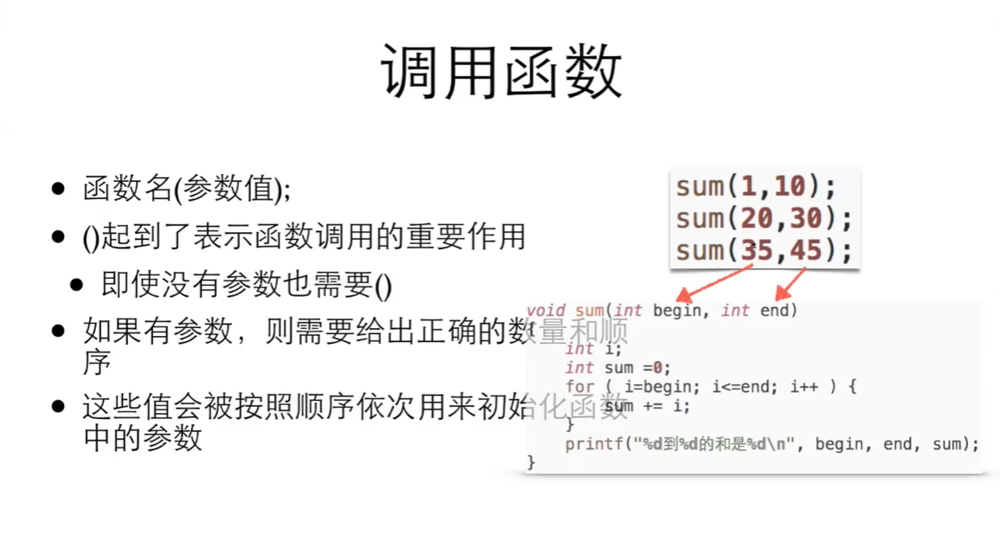 调用函数
函数名(参数值);
()起到了表示函数调用的重要作用
即使没有参数也需要()
如果有参数，则需要给出正确的数量和顺
序
这些值会被按照顺序依次用来初始化函数
中的参数
sum(1,10);
sum(20,30);
sum(35,45);
void sum(int begin, int end)
{
int i;
int sum =0;
for ( i=begin; i<=end; i++ ) {
sum += i;
}
printf("%d到%d的和是%d\n", begin, end, sum);
}